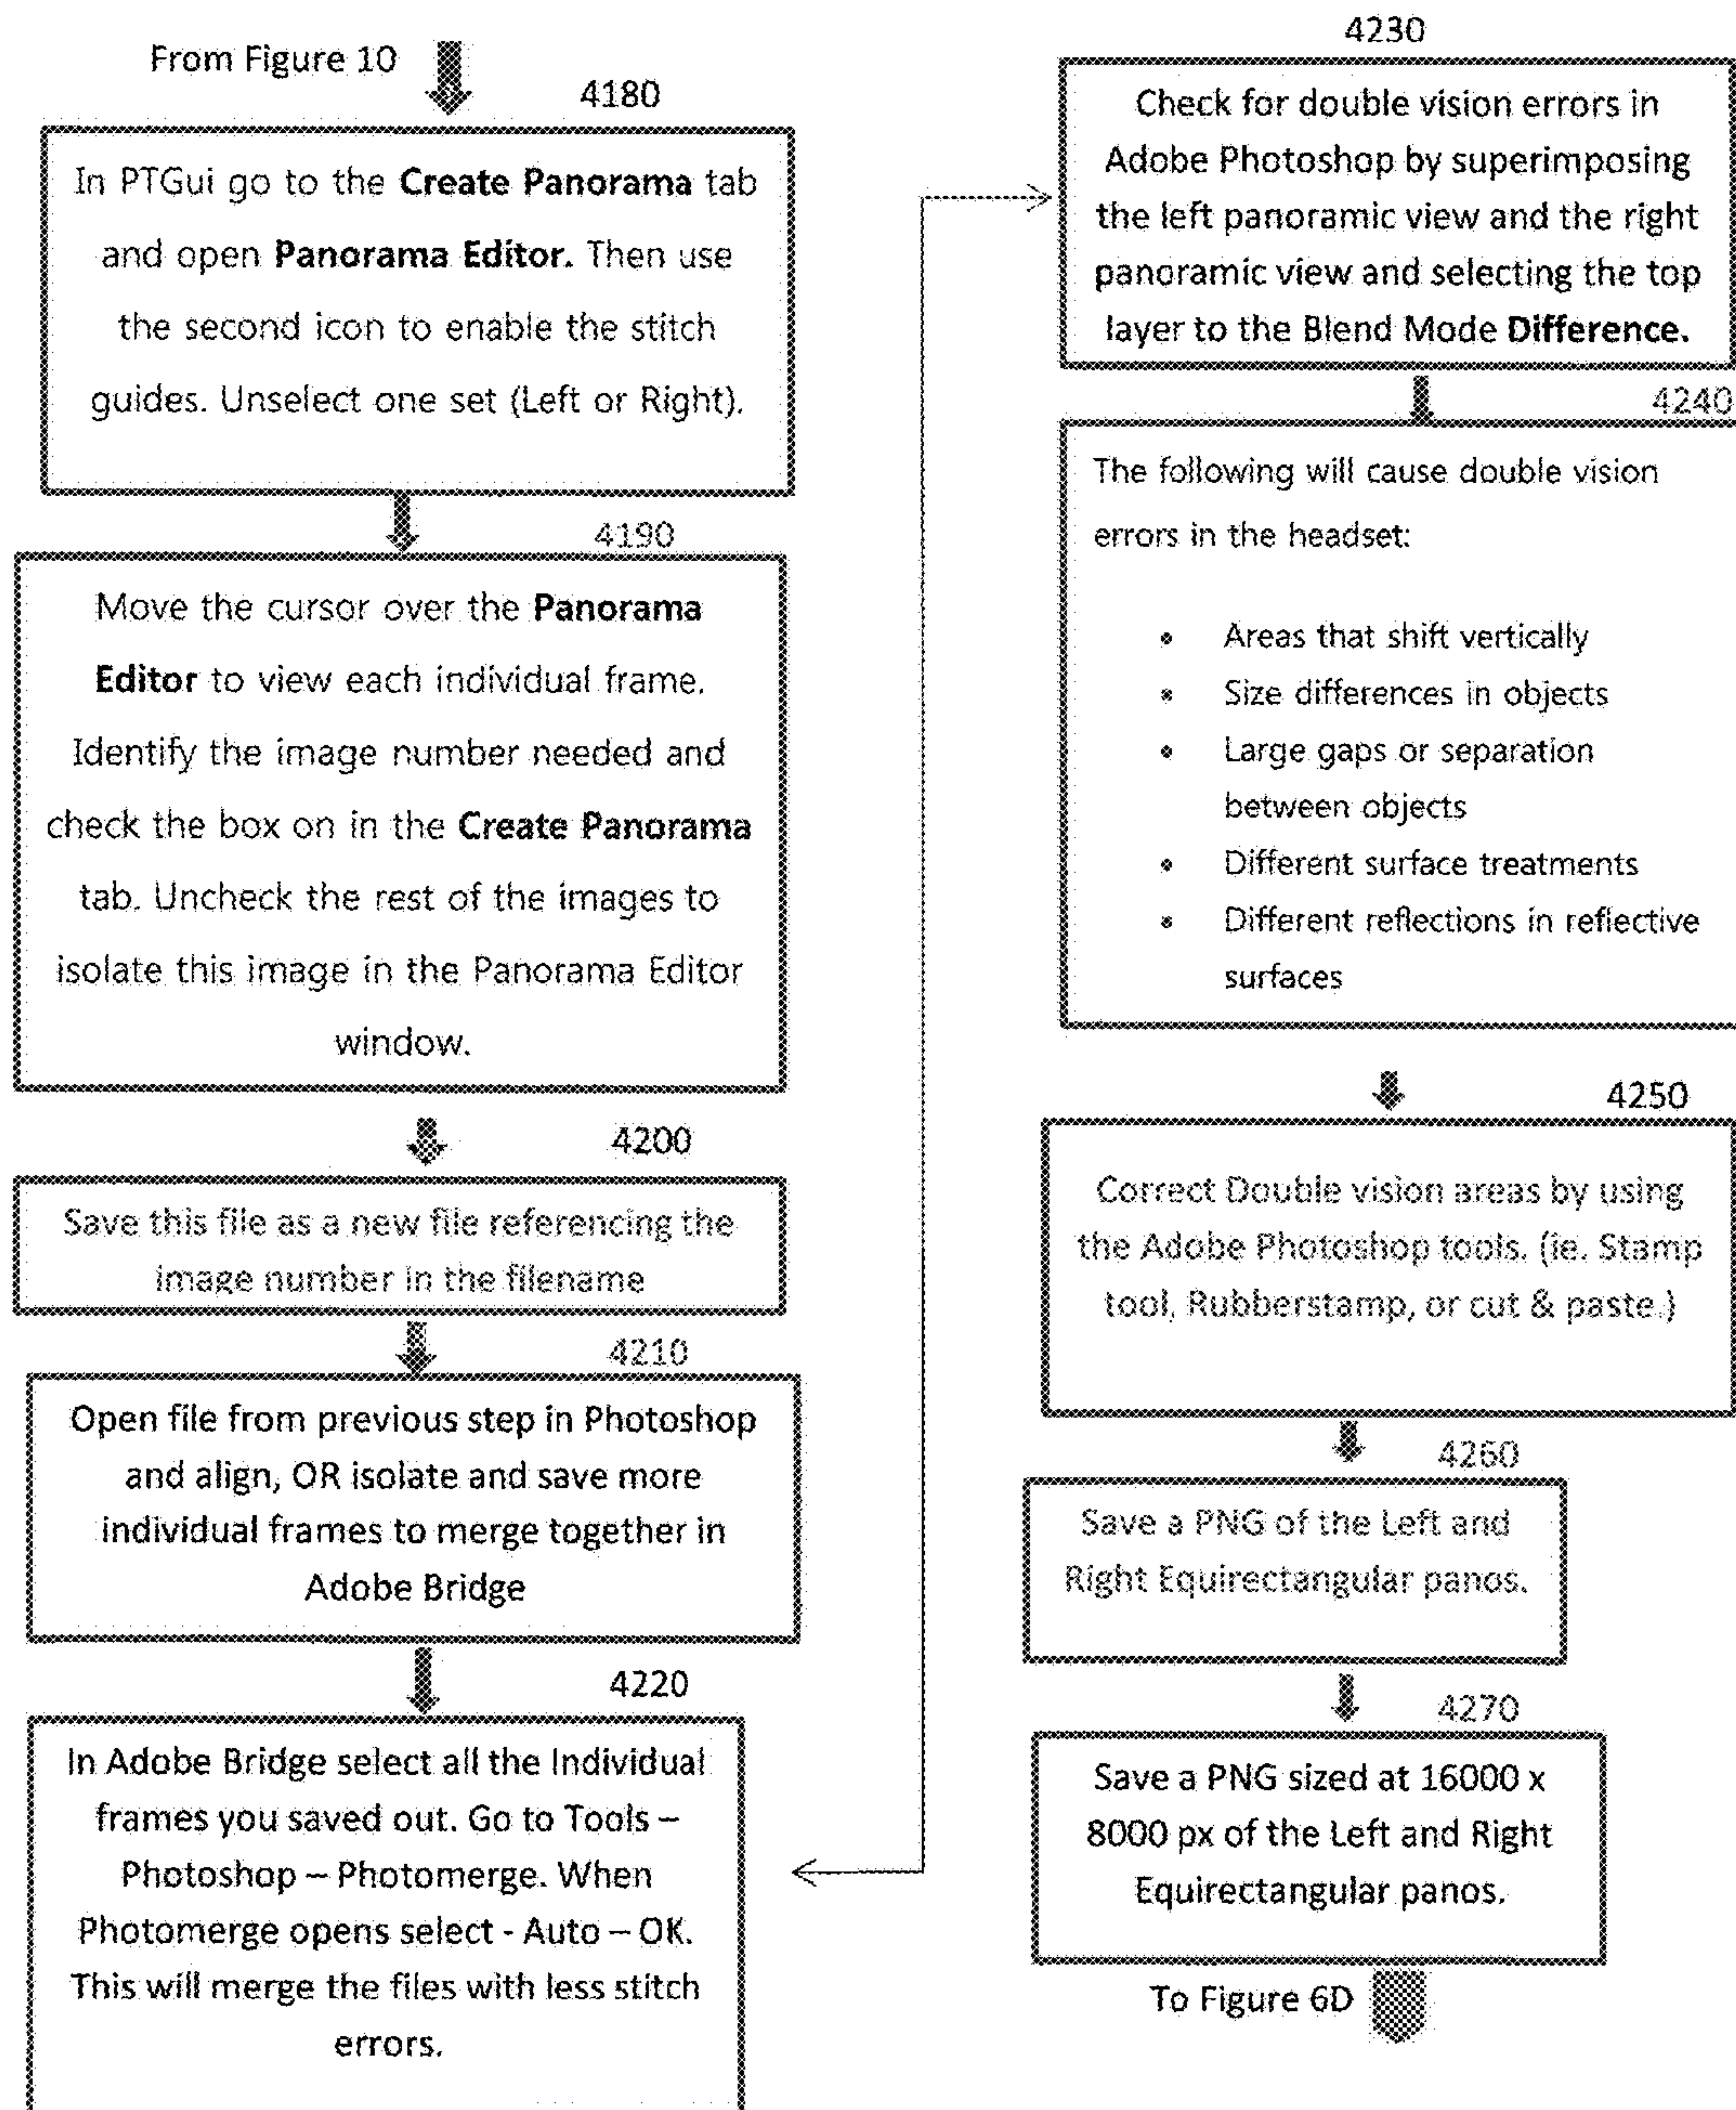 From Figure 10
4180
In PTGui go to the Create Panorama tab
and open Panorama Editor. Then use
the second icon to enable the stitch
guides. Unselect one set (Left or Right).
4190
Move the cursor over the Panorama
Editor to view each individual frame.
Identify the image number needed and
check the box on in the Create Panorama
tab. Uncheck the rest of the images to
isolate this image in the Panorama Editor
window.
4200
Save this file as a new file referencing the
image number in the filename
4210
Open file from previous step in Photoshop
and align, OR isolate and save more
individual frames to merge together in
Adobe Bridge
4220
In Adobe Bridge select all the Individual
frames you saved out. Go to Tools –
Photoshop – Photomerge. When
Photomerge opens select - Auto – OK.
This will merge the files with less stitch
errors.
4230
Check for double vision errors in
Adobe Photoshop by superimposing
the left panoramic view and the right
panoramic view and selecting the top
layer to the Blend Mode Difference.
4240
The following will cause double vision
errors in the headset:
• Areas that shift vertically
• Size differences in objects
• Large gaps or separation
between objects
• Different surface treatments
• Different reflections in reflective
surfaces
4250
Correct Double vision areas by using
the Adobe Photoshop tools. (ie. Stamp
tool, Rubberstamp, or cut & paste.)
4260
Save a PNG of the Left and
Right Equirectangular panos.
4270
Save a PNG sized at 16000 x
8000 px of the Left and Right
Equirectangular panos.
To Figure 6D